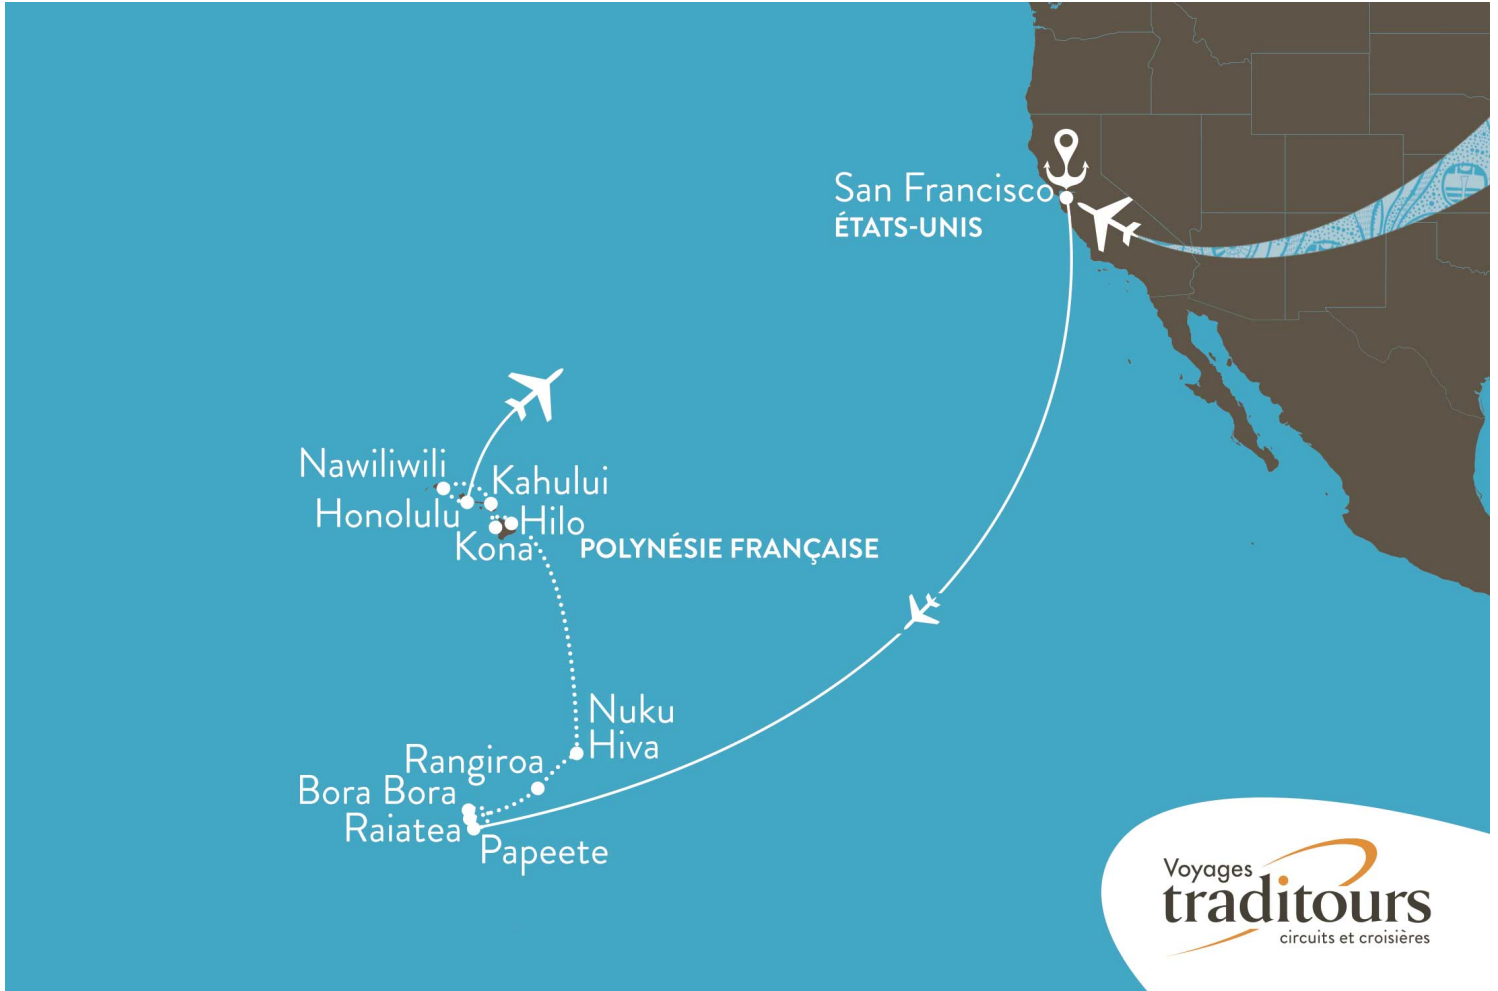 San Francisco
ÉTATS-UNIS
Nawiliwili
Kahului
Honolulu
Hilo
Kona
POLYNÉSIE FRANÇAISE
Nuku
Hiva
Rangiroa
Bora Bora
Raiatea
Papeete
Voyages
traditours
circuits et croisières